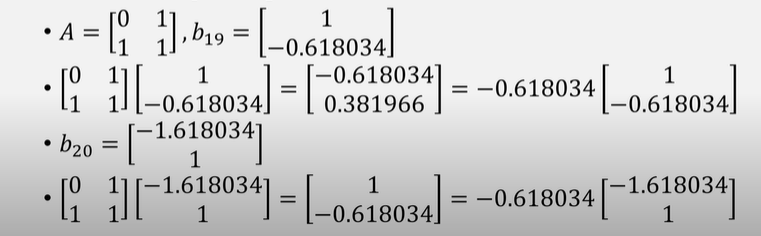 • A = [0 1; 1 1], b₁₉ = [1; −0.618034]
• [0 1; 1 1][1; −0.618034] = [−0.618034; 0.381966] = −0.618034[1; −0.618034]
• b₂₀ = [−1.618034; 1]
• [0 1; 1 1][−1.618034; 1] = [1; −0.618034] = −0.618034[−1.618034; 1]